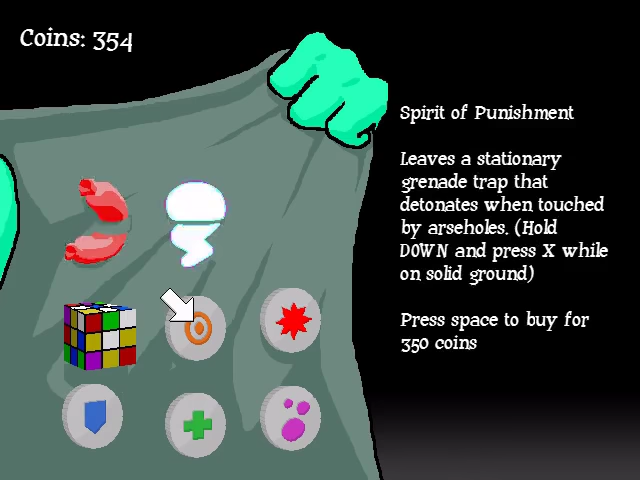 Coins: 354
Spirit of Punishment
Leaves a stationary
grenade trap that
detonates when touched
by arseholes. (Hold
DOWN and press X while
on solid ground)
Press space to buy for
350 coins